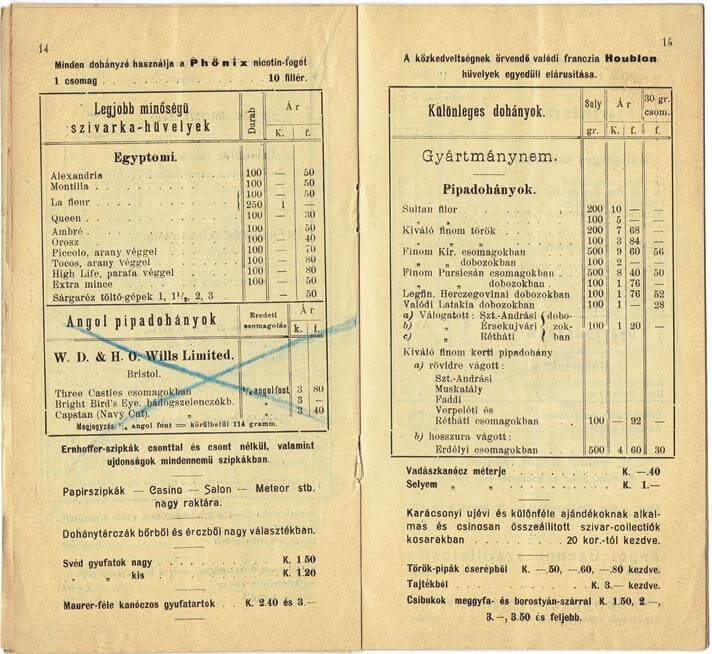 14
Minden dohányzó használja a Phönix nicotin-fogót
1 csomag . . . . . . . . . . . . . 10 fillér.
Legjobb minőségü szivarka-hüvelyek | Darab | Ár K. f.
Egyptomi.
Alexandria 100 — 50
Montilla . 100 — 50
La fleur . 100 — 50
250 1 —
Queen . 100 — 30
Ambré . 100 — 50
Orosz 100 — 40
Piccolo, arany véggel 100 — 70
Tocos, arany véggel . 100 — 80
High Life, parafa véggel 100 — 80
Extra mince 100 — 50
Sárgaréz töltő-gépek 1, 1½, 2, 3 — 50
Angol pipadohányok | Eredeti csomagolás | Ár k. f.
W. D. & H. O. Wills Limited.
Bristol.
Three Castles csomagokban ¼ angol font 3 80
Bright Bird's Eye. bádogszelenczékb. „ 3 —
Capstan (Navy Cut). „ „ 3 40
Megjegyzés. ¼ angol font = körülbelül 114 gramm.
Ernhoffer-szipkák csonttal és csont nélkül, valamint
ujdonságok mindennemü szipkákban.
Papirszipkák — Casino — Salon — Meteor stb.
nagy raktára.
Dohánytárczák bőrből és érczből nagy választékban.
Svéd gyufatok nagy . . . . . . . K. 1 50
„ „ kis . . . . . . . K. 1.20
Maurer-féle kanóczos gyufatartók . . K. 2.40 és 3.—
15
A közkedveltségnek örvendő valódi franczia Houblon
hüvelyek egyedüli elárusitása.
Különleges dohányok. | Suly gr. | Ár K. f. | 30 gr. csom. f.
Gyártmánynem.
Pipadohányok.
Sultan flor . . . . . . , 200 10 — —
„ „ . . . . . . 100 5 — —
Kiváló finom török . . . . 200 7 68 —
„ „ „ . . . . 100 3 84 —
Finom Kir. csomagokban . . 500 9 60 56
„ „ dobozokban . 100 2 — —
Finom Pursicsán csomagokban . . 500 8 40 50
„ „ dobozokban . 100 1 76 —
Legfin. Herczegovinai dobozokban 100 1 76 52
Valódi Latakia dobozokban 100 1 — 28
a) Válogatott: Szt.-Andrási dobo-
b) „ Érsekujvári zok- 100 1 20 —
c) „ Rétháti ban
Kiváló finom kerti pipadohány
a) rövidre vágott:
Szt.-Andrási
Muskatály
Faddi
Verpeléti és
Rétháti csomagokban 100 — 92 —
b) hosszura vágott:
Erdélyi csomagokban . . . 500 4 60 30
Vadászkanócz méterje . . . . . . . . K. —.40
Selyem „ „ . . . . . . . . K. 1.—
Karácsonyi ujévi és különféle ajándékoknak alkal-
mas és csinosan összeállitott szivar-collectiók
kosarakban . . . . . . . 20 kor.-tól kezdve.
Török-pipák cserépből K. —.50, —.60, —.80 kezdve.
Tajtékból . . . . . . . K. 3.— kezdve.
Csibukok meggyfa- és borostyán-szárral K. 1.50, 2.—,
3.—, 3.50 és feljebb.